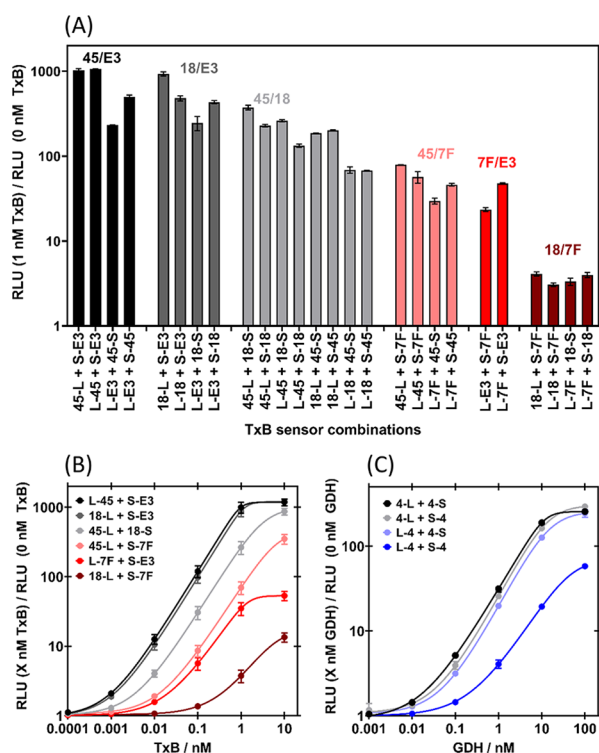 (A)
45/E3
18/E3
45/18
45/7F
7F/E3
18/7F
RLU (1 nM TxB) / RLU (0 nM TxB)
1000
100
10
1
45-L + S-E3
L-45 + S-E3
L-E3 + 45-S
L-E3 + S-45
18-L + S-E3
L-18 + S-E3
L-E3 + 18-S
L-E3 + S-18
45-L + 18-S
45-L + S-18
L-45 + 18-S
L-45 + S-18
18-L + 45-S
18-L + S-45
L-18 + 45-S
L-18 + S-45
45-L + S-7F
L-45 + S-7F
L-7F + 45-S
L-7F + S-45
L-E3 + S-7F
L-7F + S-E3
18-L + S-7F
L-18 + S-7F
L-7F + 18-S
L-7F + S-18
TxB sensor combinations
(B)
L-45 + S-E3
18-L + S-E3
45-L + 18-S
45-L + S-7F
L-7F + S-E3
18-L + S-7F
RLU (X nM TxB) / RLU (0 nM TxB)
1000
100
10
1
0.0001 0.001 0.01 0.1 1 10
TxB / nM
(C)
4-L + 4-S
4-L + S-4
L-4 + 4-S
L-4 + S-4
RLU (X nM GDH) / RLU (0 nM GDH)
100
10
1
0.001 0.01 0.1 1 10 100
GDH / nM